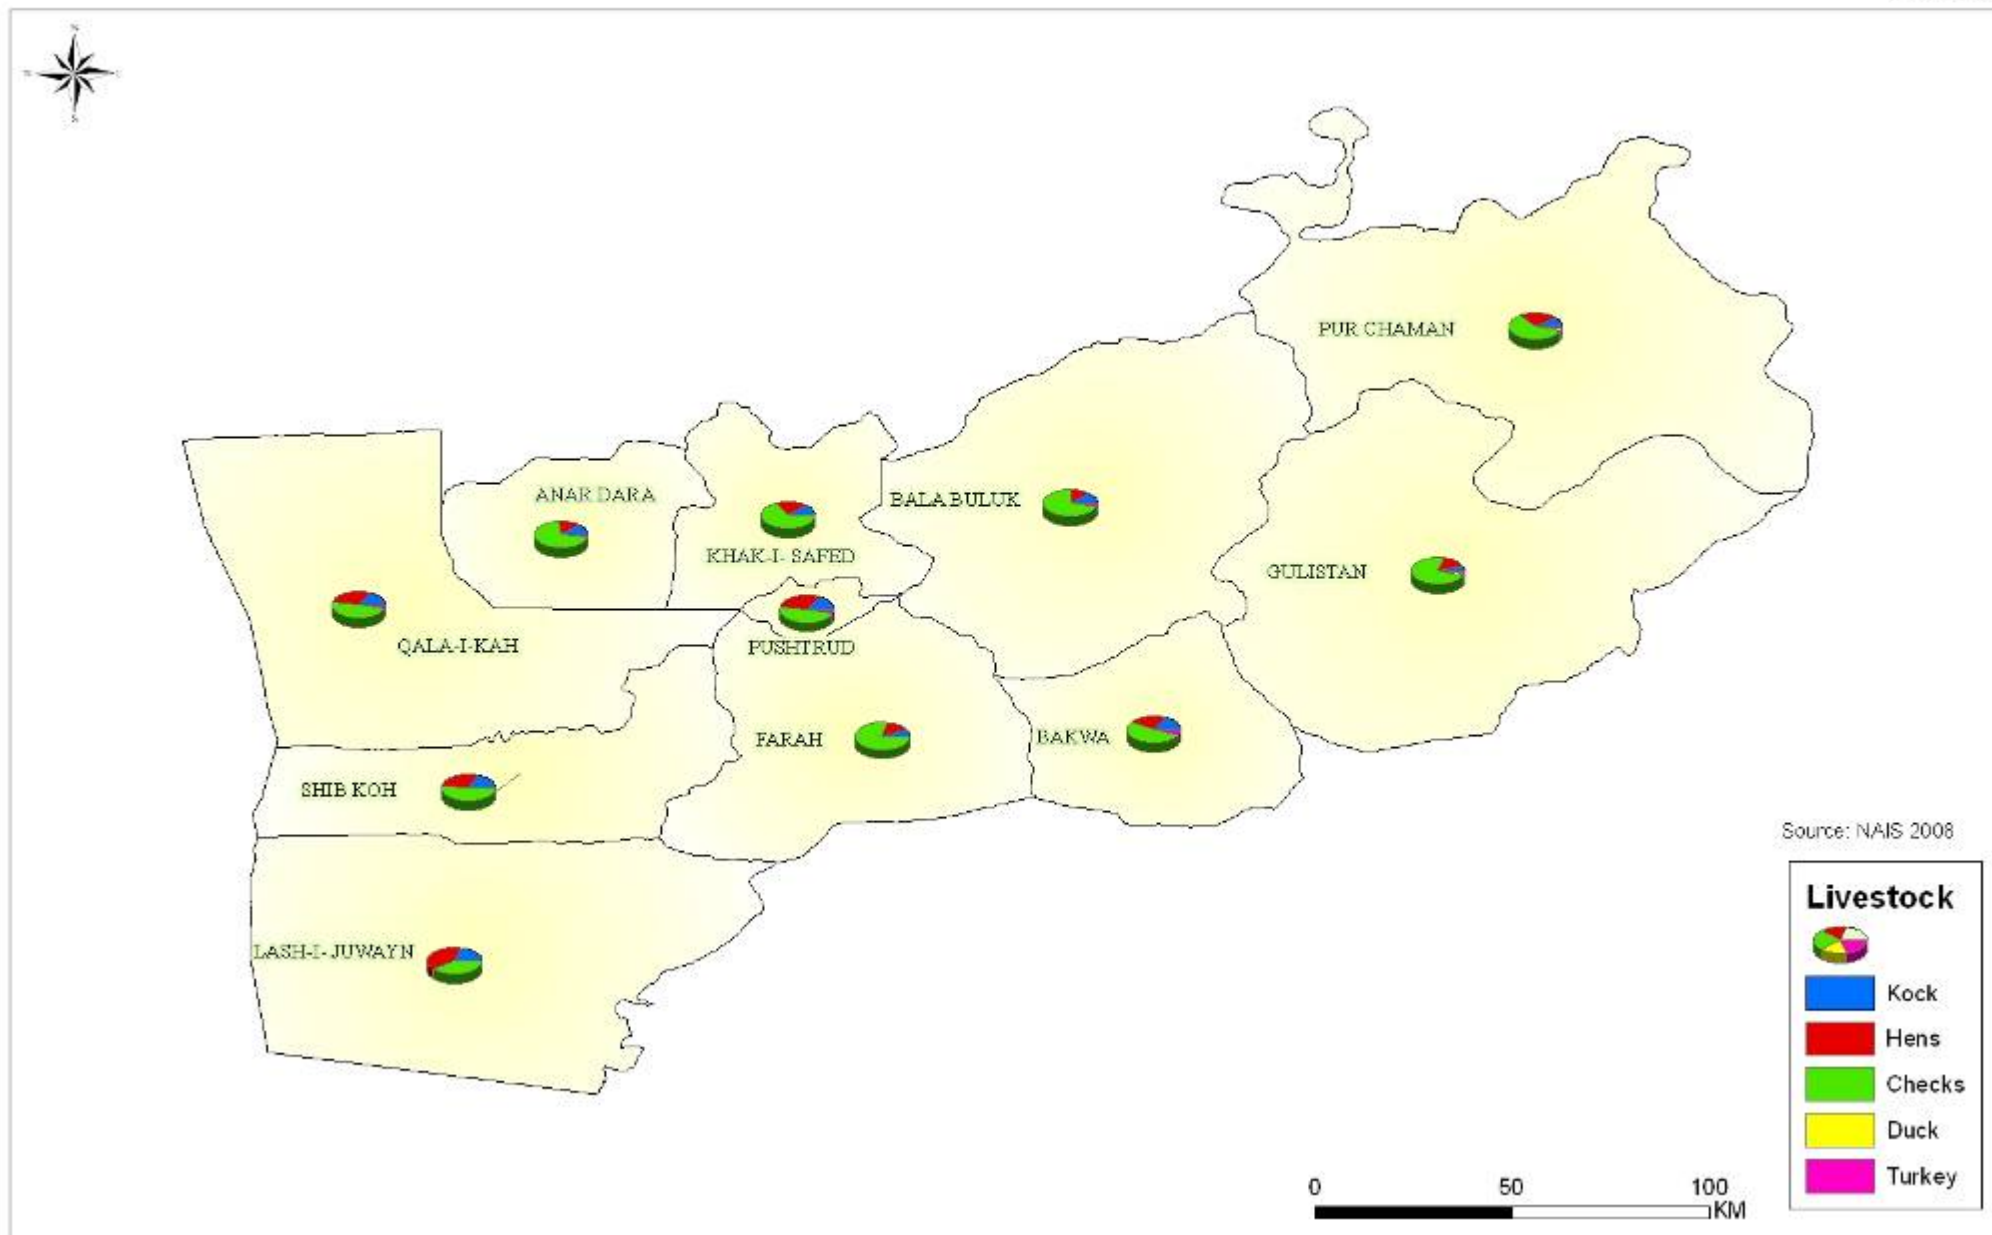 N
S
PUR CHAMAN
ANAR DARA
BALA BULUK
KHAK-I- SAFED
GULISTAN
QALA-I-KAH
PUSHTRUD
FARAH
BAKWA
SHIB KOH
LASH-I- JUWAYN
Source: NAIS 2008
Livestock
Kock
Hens
Checks
Duck
Turkey
0 50 100
KM